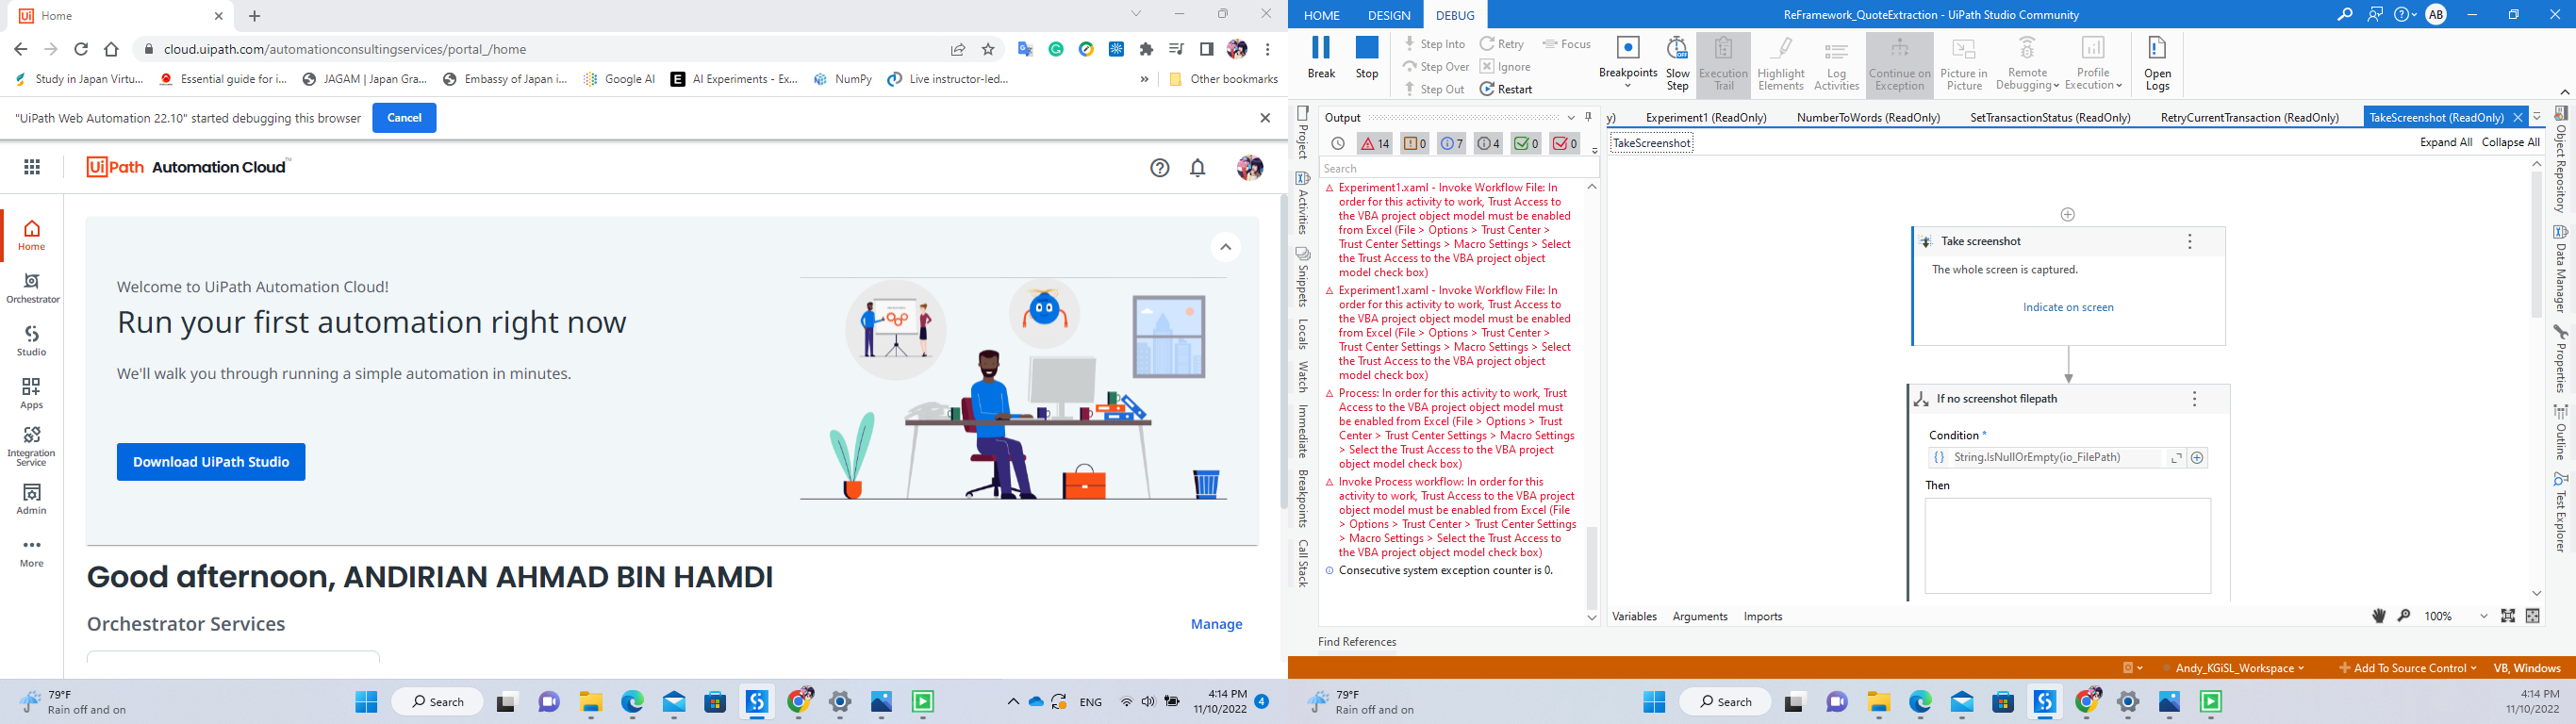 Home
cloud.uipath.com/automationconsultingservices/portal_/home
Study in Japan Virtu...
Essential guide for i...
JAGAM | Japan Gra...
Embassy of Japan i...
Google AI
AI Experiments - Ex...
NumPy
Live instructor-led...
»
Other bookmarks
"UiPath Web Automation 22.10" started debugging this browser
Cancel
UiPath Automation Cloud™
Home
Orchestrator
Studio
Apps
Integration
Service
Admin
More
Welcome to UiPath Automation Cloud!
Run your first automation right now
We'll walk you through running a simple automation in minutes.
Download UiPath Studio
Good afternoon, ANDIRIAN AHMAD BIN HAMDI
Orchestrator Services
Manage
79°F
Rain off and on
Search
ENG
4:14 PM
11/10/2022
4
HOME
DESIGN
DEBUG
ReFramework_QuoteExtraction - UiPath Studio Community
AB
Break
Stop
Step Into
Step Over
Step Out
Retry
Ignore
Restart
Focus
Breakpoints
Slow
Step
Execution
Trail
Highlight
Elements
Log
Activities
Continue on
Exception
Picture in
Picture
Remote
Debugging
Profile
Execution
Open
Logs
Project
Activities
Snippets
Locals
Watch
Immediate
Breakpoints
Call Stack
Output
14
0
7
4
0
0
Search
Experiment1.xaml - Invoke Workflow File: In
order for this activity to work, Trust Access to
the VBA project object model must be enabled
from Excel (File > Options > Trust Center >
Trust Center Settings > Macro Settings > Select
the Trust Access to the VBA project object
model check box)
Experiment1.xaml - Invoke Workflow File: In
order for this activity to work, Trust Access to
the VBA project object model must be enabled
from Excel (File > Options > Trust Center >
Trust Center Settings > Macro Settings > Select
the Trust Access to the VBA project object
model check box)
Process: In order for this activity to work, Trust
Access to the VBA project object model must
be enabled from Excel (File > Options > Trust
Center > Trust Center Settings > Macro Settings
> Select the Trust Access to the VBA project
object model check box)
Invoke Process workflow: In order for this
activity to work, Trust Access to the VBA project
object model must be enabled from Excel (File
> Options > Trust Center > Trust Center Settings
> Macro Settings > Select the Trust Access to
the VBA project object model check box)
Consecutive system exception counter is 0.
Find References
y)
Experiment1 (ReadOnly)
NumberToWords (ReadOnly)
SetTransactionStatus (ReadOnly)
RetryCurrentTransaction (ReadOnly)
TakeScreenshot (ReadOnly)
TakeScreenshot
Expand All
Collapse All
Take screenshot
The whole screen is captured.
Indicate on screen
If no screenshot filepath
Condition *
String.IsNullOrEmpty(io_FilePath)
Then
Variables
Arguments
Imports
100%
Object Repository
Data Manager
Properties
Outline
Test Explorer
Andy_KGiSL_Workspace
Add To Source Control
VB, Windows
79°F
Rain off and on
Search
4:14 PM
11/10/2022